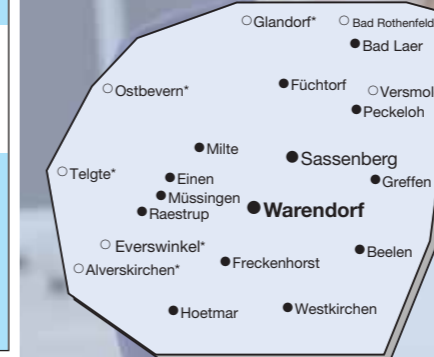 Glandorf*
Bad Rothenfeld
Bad Laer
Füchtorf
Ostbevern*
Versmol
Peckeloh
Milte
Sassenberg
Telgte*
Einen
Greffen
Müssingen
Raestrup
Warendorf
Everswinkel*
Beelen
Freckenhorst
Alverskirchen*
Hoetmar
Westkirchen